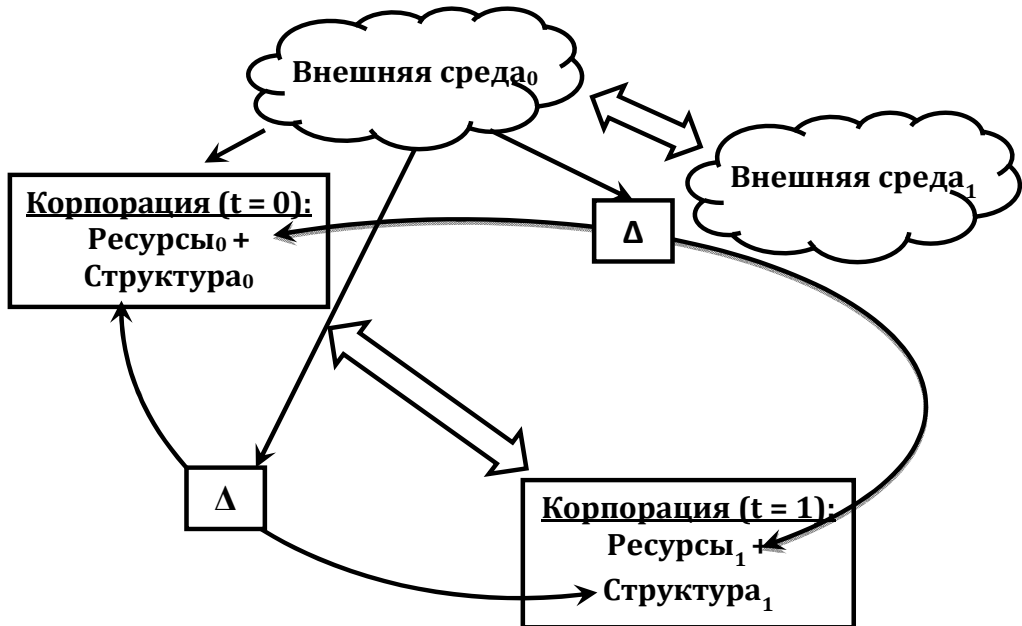 Внешняя среда₀
Внешняя среда₁
Корпорация (t = 0):
Ресурсы₀ +
Структура₀
Δ
Δ
Корпорация (t = 1):
Ресурсы₁ +
Структура₁